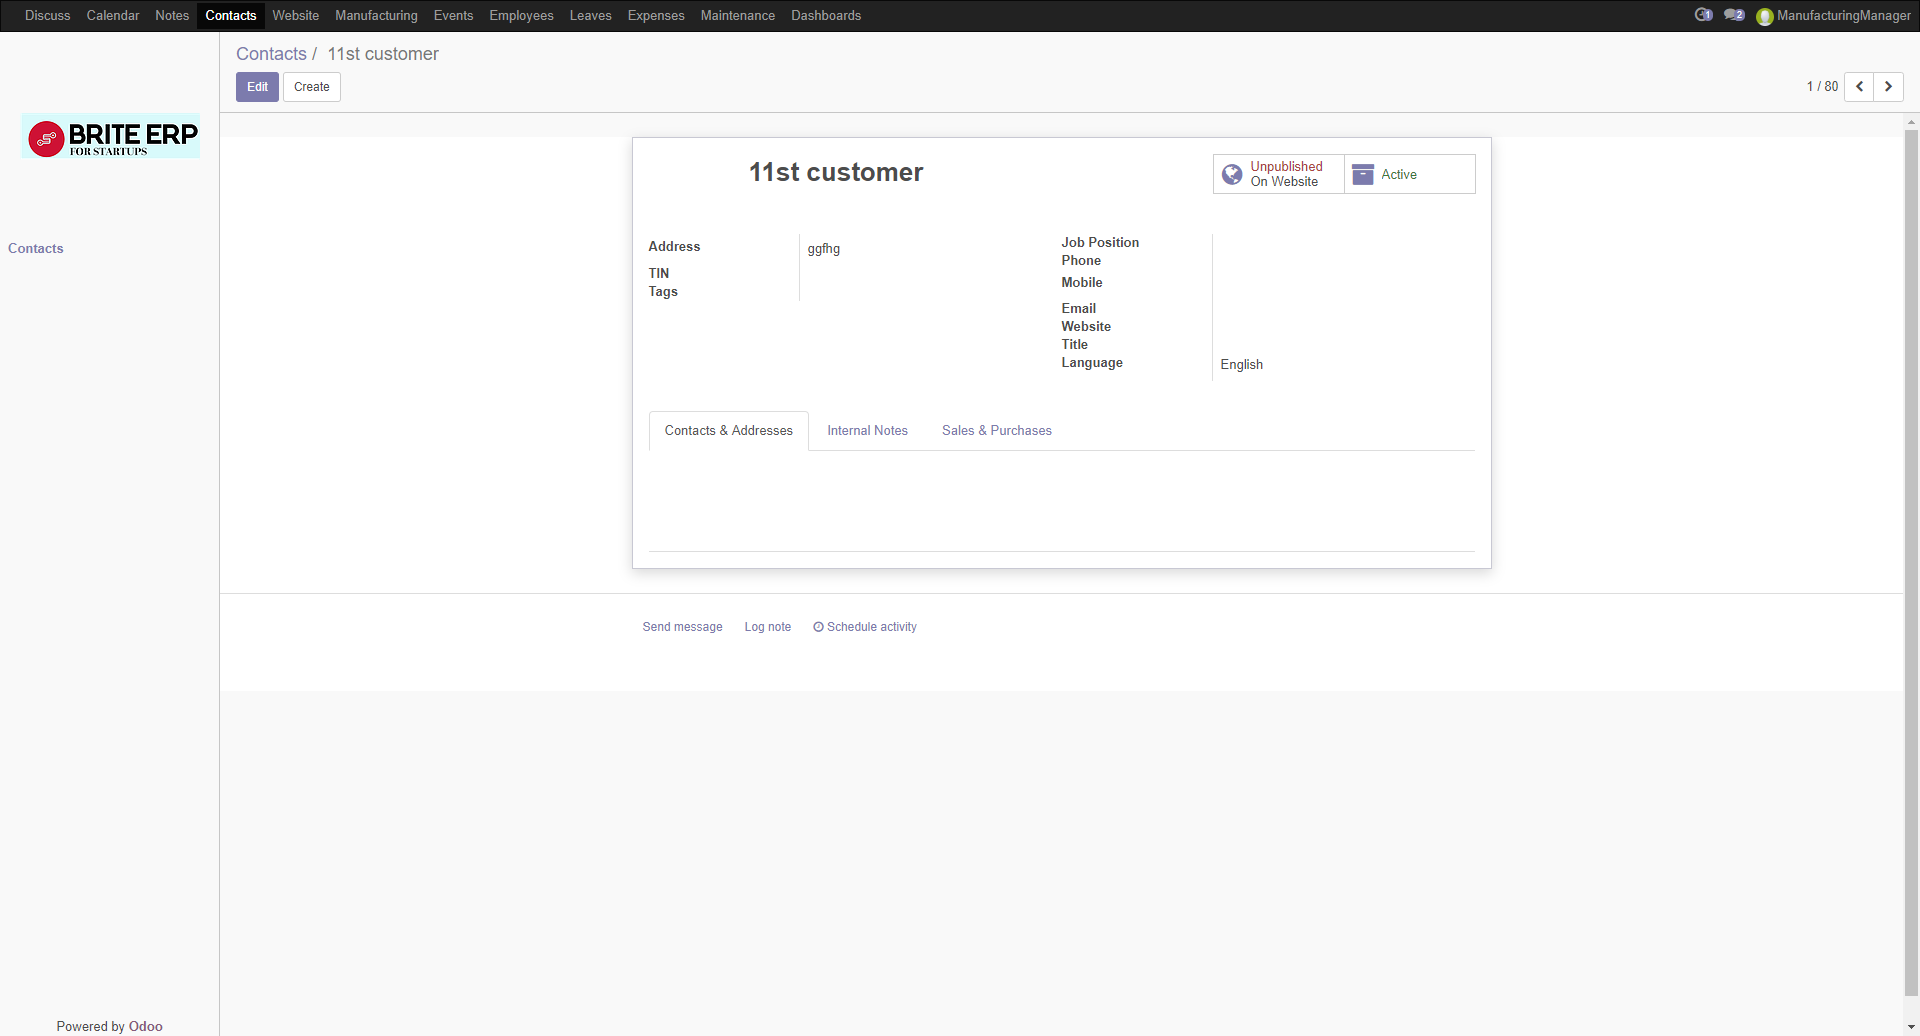 Discuss Calendar Notes Contacts Website Manufacturing Events Employees Leaves Expenses Maintenance Dashboards 1 2 ManufacturingManager
Contacts / 11st customer
Edit Create 1 / 80
BRITE ERP
FOR STARTUPS
Contacts
11st customer
Unpublished
On Website
Active
Address ggfhg
TIN
Tags
Job Position
Phone
Mobile
Email
Website
Title
Language English
Contacts & Addresses Internal Notes Sales & Purchases
Send message Log note Schedule activity
Powered by Odoo